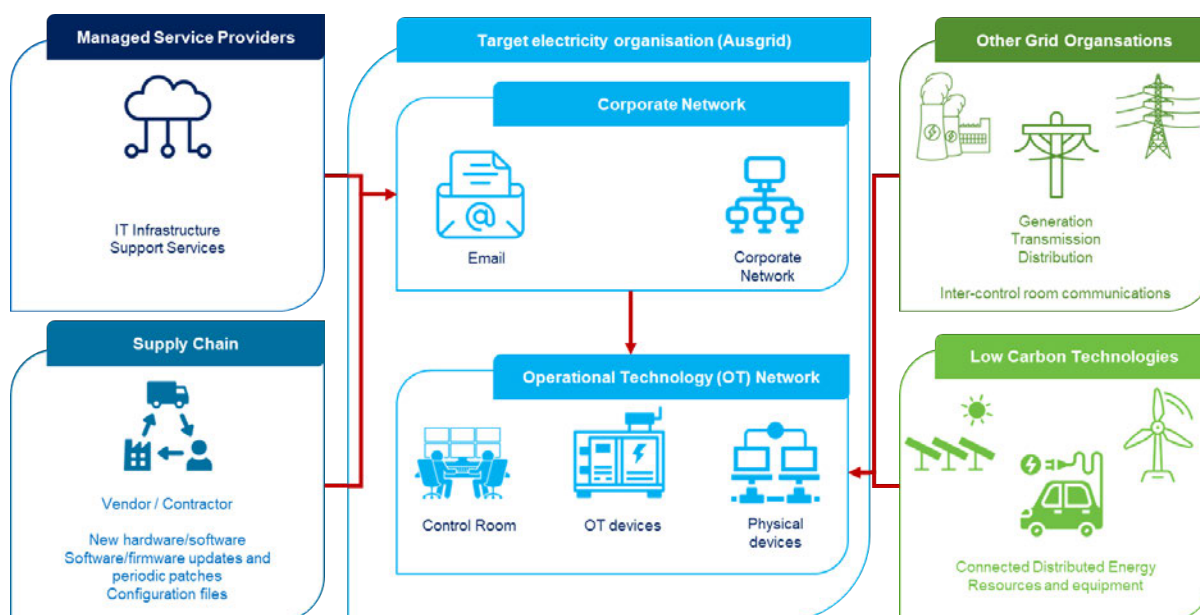 Managed Service Providers
IT Infrastructure
Support Services
Supply Chain
Vendor / Contractor
New hardware/software
Software/firmware updates and
periodic patches
Configuration files
Target electricity organisation (Ausgrid)
Corporate Network
@
Email
Corporate
Network
Operational Technology (OT) Network
Control Room
OT devices
Physical
devices
Other Grid Organsations
Generation
Transmission
Distribution
Inter-control room communications
Low Carbon Technologies
Connected Distributed Energy
Resources and equipment